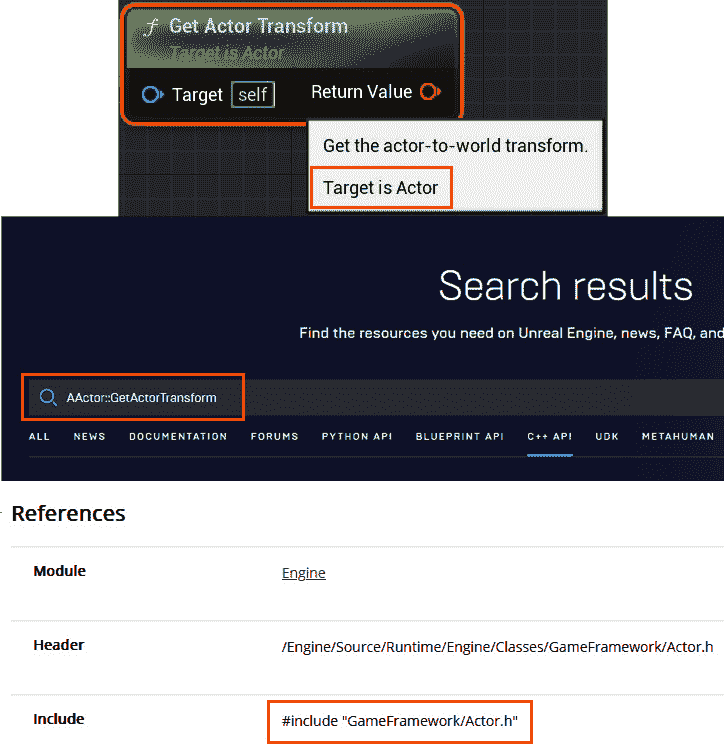 f Get Actor Transform
Target is Actor
Target self Return Value
Get the actor-to-world transform.
Target is Actor
Search results
Find the resources you need on Unreal Engine, news, FAQ, and
AActor::GetActorTransform
ALL NEWS DOCUMENTATION FORUMS PYTHON API BLUEPRINT API C++ API UDK METAHUMAN
References
Module Engine
Header /Engine/Source/Runtime/Engine/Classes/GameFramework/Actor.h
Include #include "GameFramework/Actor.h"